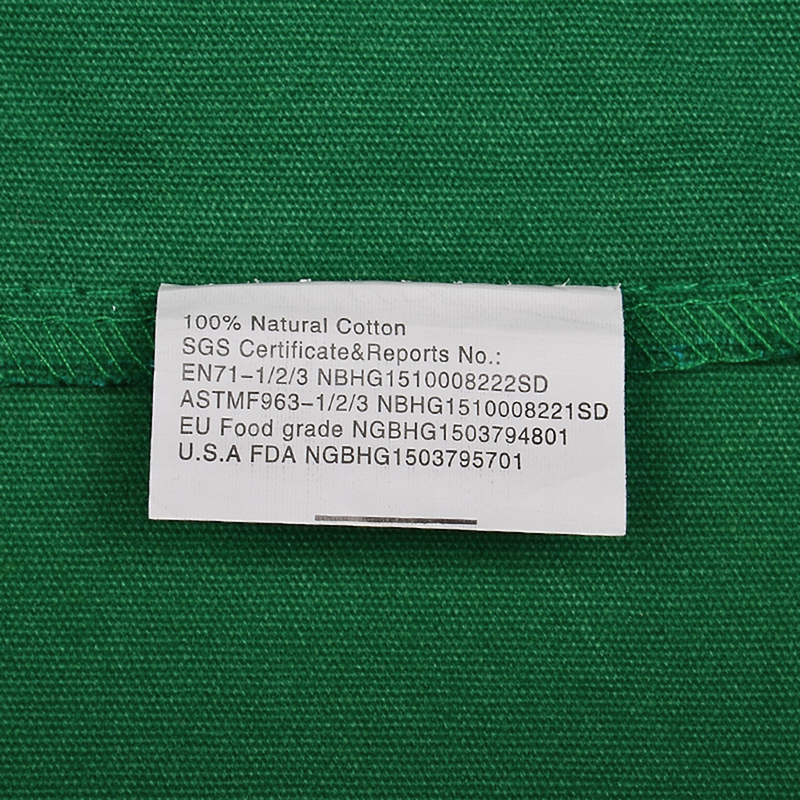 100% Natural Cotton
SGS Certificate&Reports No.:
EN71-1/2/3 NBHG1510008222SD
ASTMF963-1/2/3 NBHG1510008221SD
EU Food grade NGBHG1503794801
U.S.A FDA NGBHG1503795701